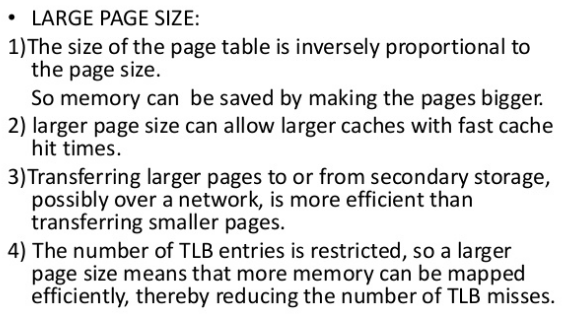 • LARGE PAGE SIZE:
1)The size of the page table is inversely proportional to
the page size.
So memory can be saved by making the pages bigger.
2) larger page size can allow larger caches with fast cache
hit times.
3)Transferring larger pages to or from secondary storage,
possibly over a network, is more efficient than
transferring smaller pages.
4) The number of TLB entries is restricted, so a larger
page size means that more memory can be mapped
efficiently, thereby reducing the number of TLB misses.